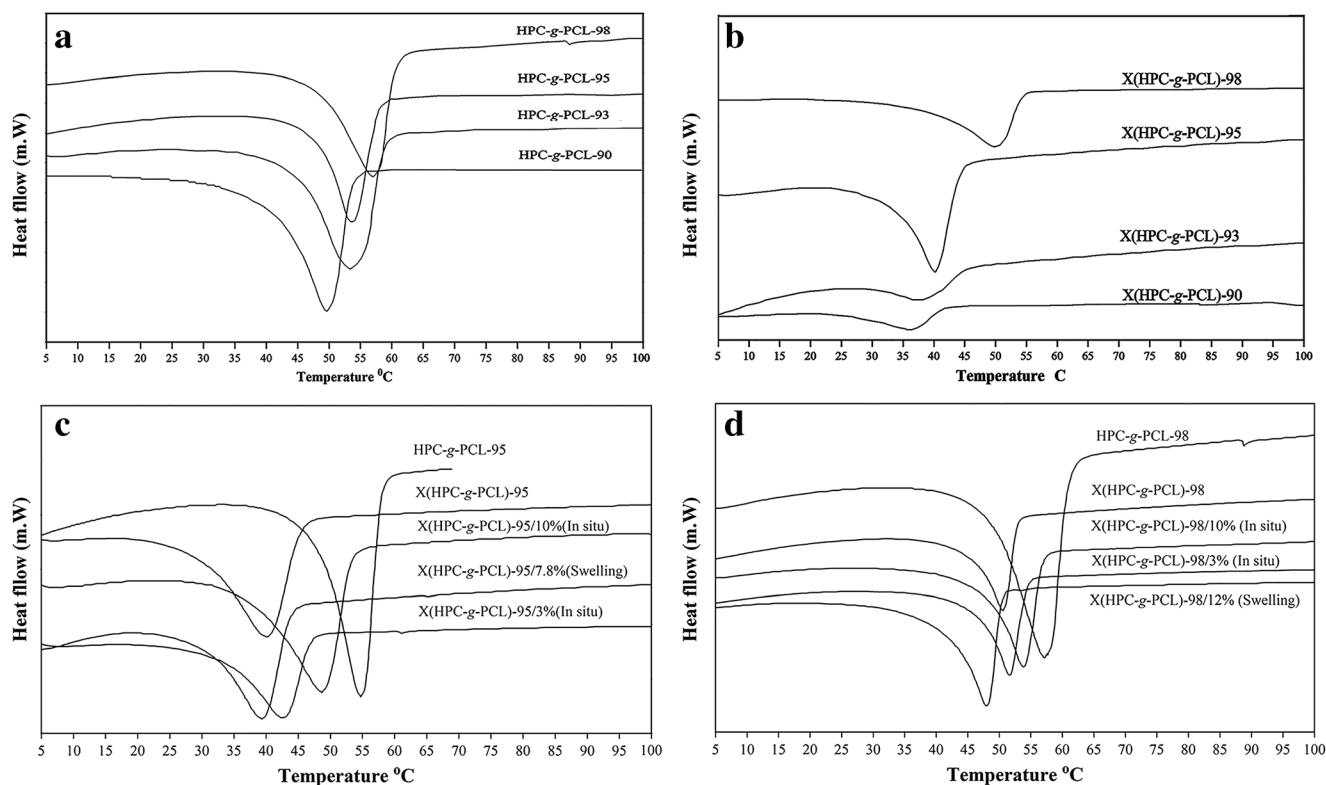 a
HPC-g-PCL-98
HPC-g-PCL-95
HPC-g-PCL-93
HPC-g-PCL-90
Heat fllow (m.W)
5 10 15 20 25 30 35 40 45 50 55 60 65 70 75 80 85 90 95 100
Temperature ⁰C
b
X(HPC-g-PCL)-98
X(HPC-g-PCL)-95
X(HPC-g-PCL)-93
X(HPC-g-PCL)-90
Heat fllow (m.W)
5 10 15 20 25 30 35 40 45 50 55 60 65 70 75 80 85 90 95 100
Temperature C
c
HPC-g-PCL-95
X(HPC-g-PCL)-95
X(HPC-g-PCL)-95/10%(In situ)
X(HPC-g-PCL)-95/7.8%(Swelling)
X(HPC-g-PCL)-95/3%(In situ)
Heat fllow (m.W)
5 10 15 20 25 30 35 40 45 50 55 60 65 70 75 80 85 90 95 100
Temperature ºC
d
HPC-g-PCL-98
X(HPC-g-PCL)-98
X(HPC-g-PCL)-98/10% (In situ)
X(HPC-g-PCL)-98/3% (In situ)
X(HPC-g-PCL)-98/12% (Swelling)
Heat fllow (m.W)
5 10 15 20 25 30 35 40 45 50 55 60 65 70 75 80 85 90 95 100
Temperature ºC